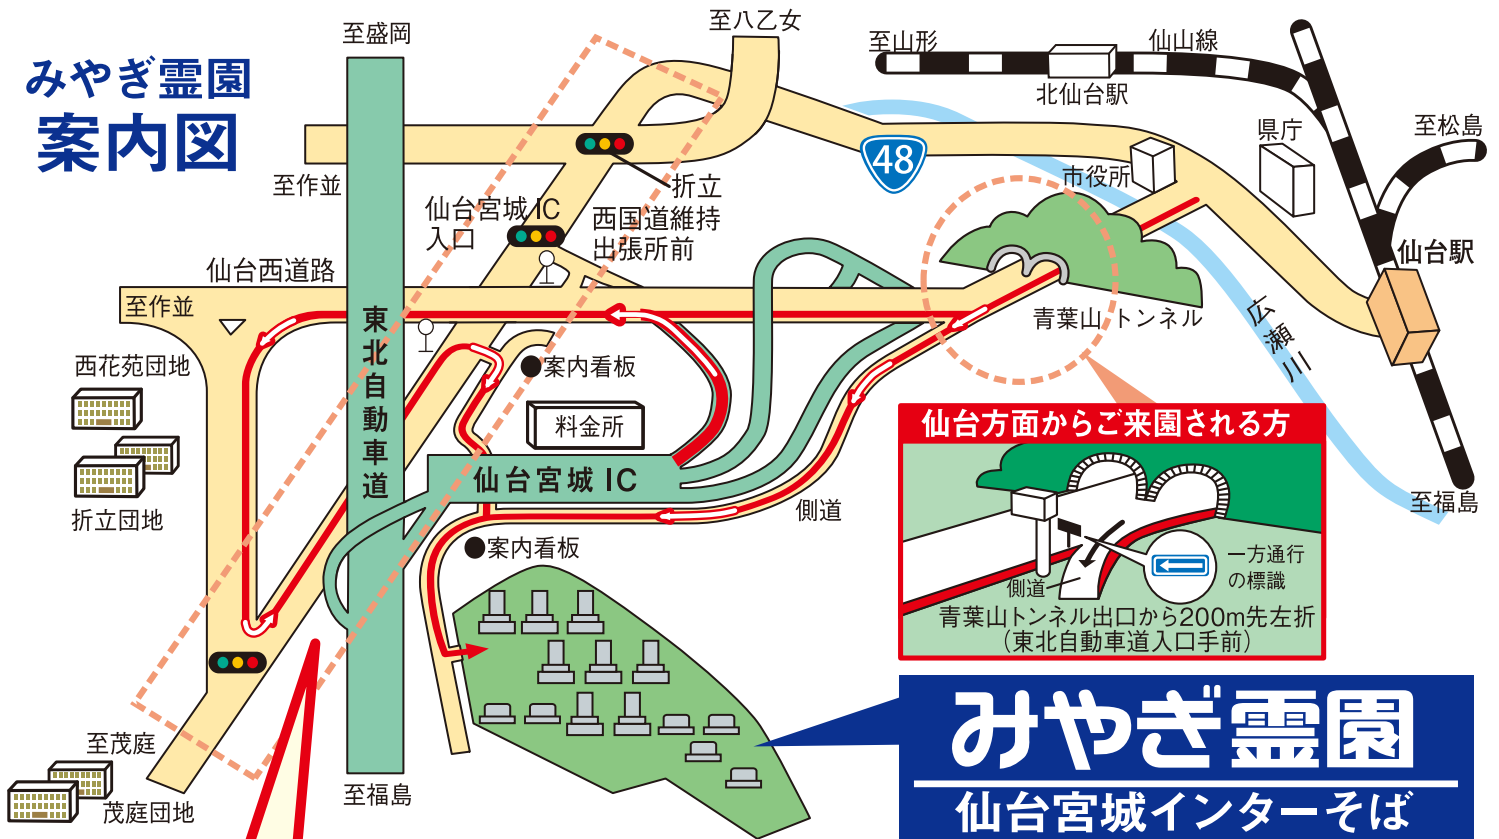 みやぎ霊園
案内図
至盛岡
至八乙女
至山形
仙山線
北仙台駅
県庁
至松島
48
市役所
至作並
折立
仙台宮城IC
入口
西国道維持
出張所前
仙台駅
仙台西道路
至作並
青葉山トンネル
広瀬川
東北自動車道
西花苑団地
案内看板
料金所
仙台宮城IC
折立団地
側道
案内看板
至福島
仙台方面からご来園される方
一方通行
の標識
側道
青葉山トンネル出口から200m先左折
(東北自動車道入口手前)
至茂庭
茂庭団地
至福島
みやぎ霊園
仙台宮城インターそば